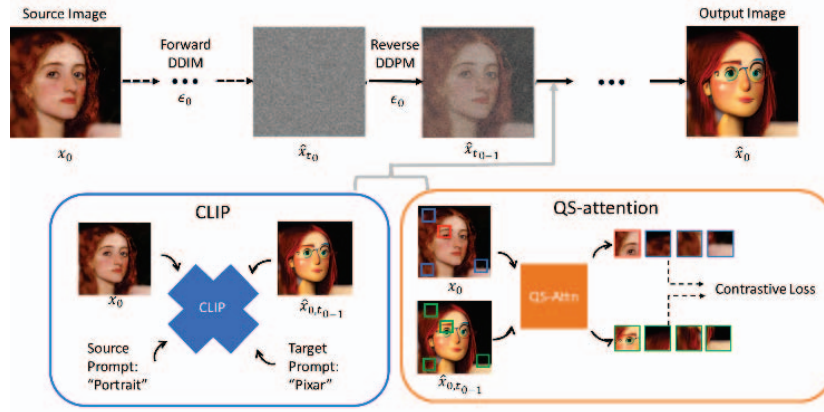 Source Image
Forward
DDIM
Reverse
DDPM
Output Image
ϵ₀
ϵ₀
x₀
x̂_{t₀}
x̂_{t₀₋₁}
x̂₀
CLIP
x₀
CLIP
x̂_{0,t₀₋₁}
Source
Prompt:
"Portrait"
Target
Prompt:
"Pixar"
QS-attention
x₀
QS-Attn
Contrastive Loss
x̂_{0,t₀₋₁}